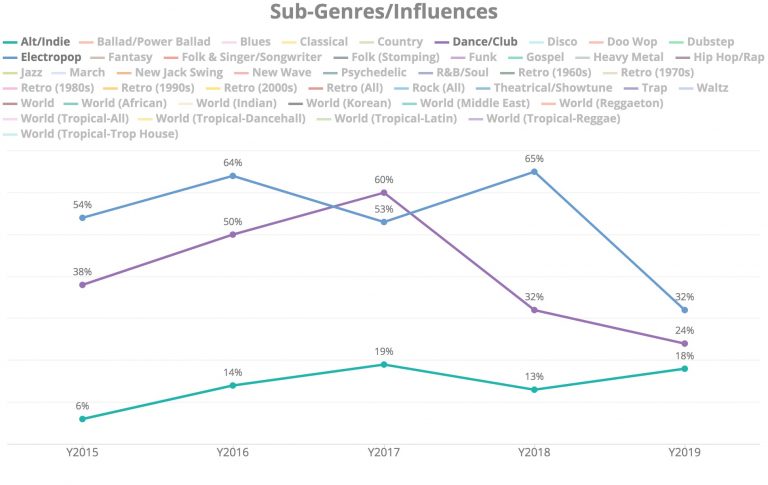 Sub-Genres/Influences
Alt/Indie Ballad/Power Ballad Blues Classical Country Dance/Club Disco Doo Wop Dubstep
Electropop Fantasy Folk & Singer/Songwriter Folk (Stomping) Funk Gospel Heavy Metal Hip Hop/Rap
Jazz March New Jack Swing New Wave Psychedelic R&B/Soul Retro (1960s) Retro (1970s)
Retro (1980s) Retro (1990s) Retro (2000s) Retro (All) Rock (All) Theatrical/Showtune Trap Waltz
World World (African) World (Indian) World (Korean) World (Middle East) World (Reggaeton)
World (Tropical-All) World (Tropical-Dancehall) World (Tropical-Latin) World (Tropical-Reggae)
World (Tropical-Trop House)
65%
64%
60%
54%
53%
50%
38%
32% 32%
24%
19%
18%
14%
13%
6%
Y2015 Y2016 Y2017 Y2018 Y2019